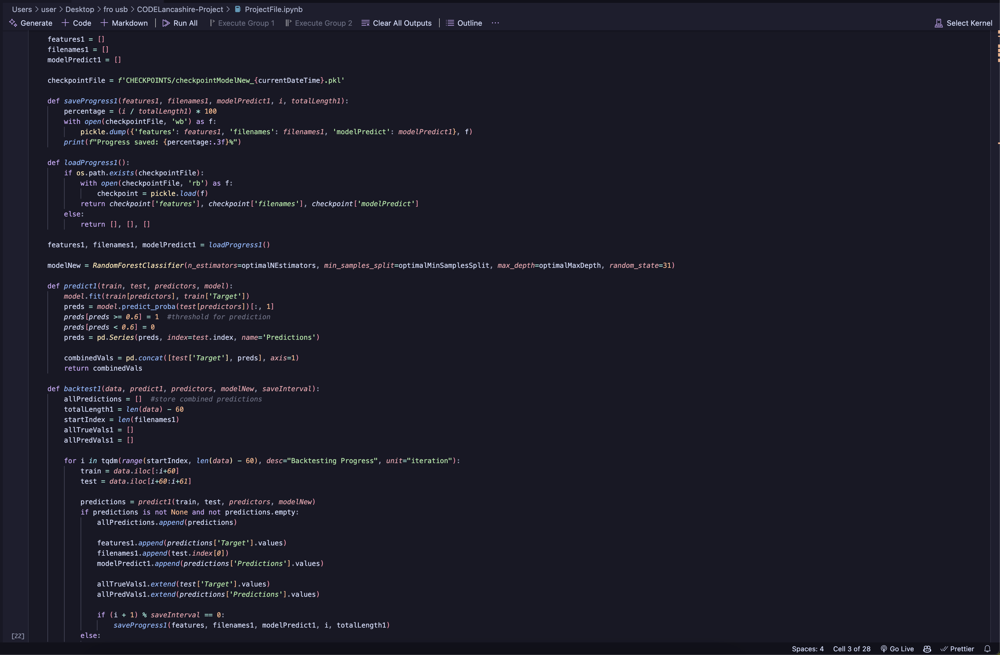 Users > user > Desktop > fro usb > CODELancashire-Project > ProjectFile.ipynb
Generate + Code + Markdown | Run All Execute Group 1 Execute Group 2 Clear All Outputs | Outline ··· Select Kernel
features1 = []
filenames1 = []
modelPredict1 = []

checkpointFile = f'CHECKPOINTS/checkpointModelNew_{currentDateTime}.pkl'

def saveProgress1(features1, filenames1, modelPredict1, i, totalLength1):
    percentage = (i / totalLength1) * 100
    with open(checkpointFile, 'wb') as f:
        pickle.dump({'features': features1, 'filenames': filenames1, 'modelPredict': modelPredict1}, f)
    print(f"Progress saved: {percentage:.3f}%")

def loadProgress1():
    if os.path.exists(checkpointFile):
        with open(checkpointFile, 'rb') as f:
            checkpoint = pickle.load(f)
        return checkpoint['features'], checkpoint['filenames'], checkpoint['modelPredict']
    else:
        return [], [], []

features1, filenames1, modelPredict1 = loadProgress1()

modelNew = RandomForestClassifier(n_estimators=optimalNEstimators, min_samples_split=optimalMinSamplesSplit, max_depth=optimalMaxDepth, random_state=31)

def predict1(train, test, predictors, model):
    model.fit(train[predictors], train['Target'])
    preds = model.predict_proba(test[predictors])[:, 1]
    preds[preds >= 0.6] = 1  #threshold for prediction
    preds[preds < 0.6] = 0
    preds = pd.Series(preds, index=test.index, name='Predictions')

    combinedVals = pd.concat([test['Target'], preds], axis=1)
    return combinedVals

def backtest1(data, predict1, predictors, modelNew, saveInterval):
    allPredictions = []  #store combined predictions
    totalLength1 = len(data) - 60
    startIndex = len(filenames1)
    allTrueVals1 = []
    allPredVals1 = []

    for i in tqdm(range(startIndex, len(data) - 60), desc="Backtesting Progress", unit="iteration"):
        train = data.iloc[:i+60]
        test = data.iloc[i+60:i+61]

        predictions = predict1(train, test, predictors, modelNew)
        if predictions is not None and not predictions.empty:
            allPredictions.append(predictions)

            features1.append(predictions['Target'].values)
            filenames1.append(test.index[0])
            modelPredict1.append(predictions['Predictions'].values)

            allTrueVals1.extend(test['Target'].values)
            allPredVals1.extend(predictions['Predictions'].values)

            if (i + 1) % saveInterval == 0:
                saveProgress1(features, filenames1, modelPredict1, i, totalLength1)
        else:
[22]
Spaces: 4 Cell 3 of 28 Go Live Prettier